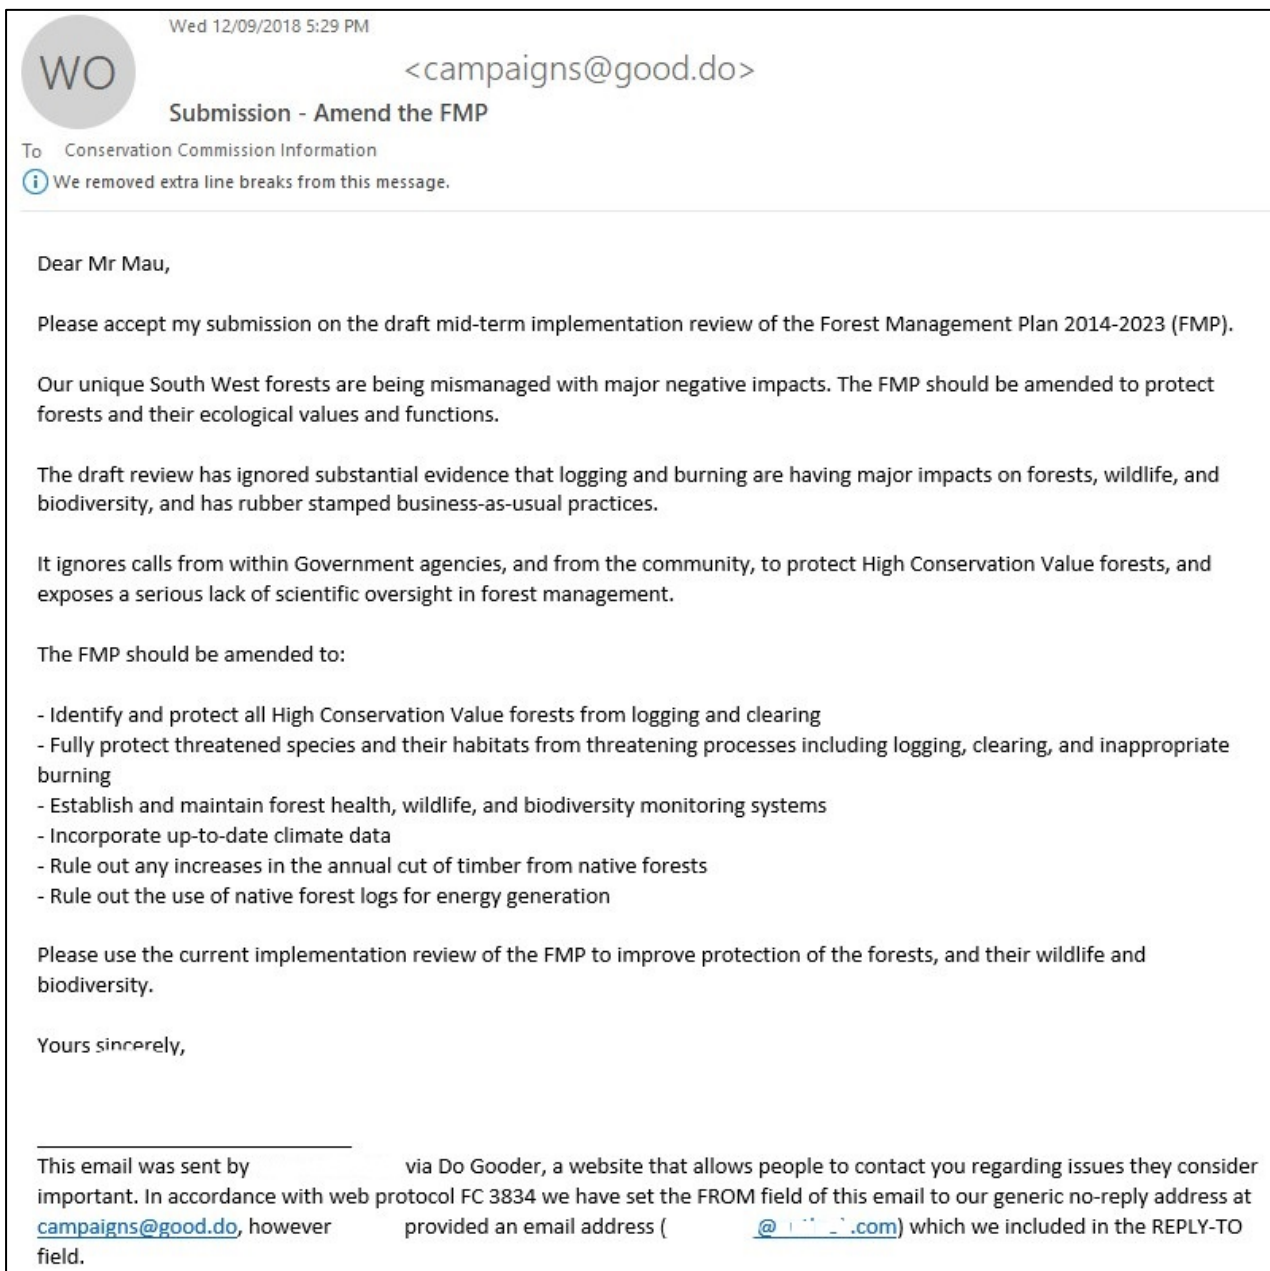 Wed 12/09/2018 5:29 PM
WO
<campaigns@good.do>
Submission - Amend the FMP
To Conservation Commission Information
i We removed extra line breaks from this message.
Dear Mr Mau,
Please accept my submission on the draft mid-term implementation review of the Forest Management Plan 2014-2023 (FMP).
Our unique South West forests are being mismanaged with major negative impacts. The FMP should be amended to protect
forests and their ecological values and functions.
The draft review has ignored substantial evidence that logging and burning are having major impacts on forests, wildlife, and
biodiversity, and has rubber stamped business-as-usual practices.
It ignores calls from within Government agencies, and from the community, to protect High Conservation Value forests, and
exposes a serious lack of scientific oversight in forest management.
The FMP should be amended to:
- Identify and protect all High Conservation Value forests from logging and clearing
- Fully protect threatened species and their habitats from threatening processes including logging, clearing, and inappropriate
burning
- Establish and maintain forest health, wildlife, and biodiversity monitoring systems
- Incorporate up-to-date climate data
- Rule out any increases in the annual cut of timber from native forests
- Rule out the use of native forest logs for energy generation
Please use the current implementation review of the FMP to improve protection of the forests, and their wildlife and
biodiversity.
Yours sincerely,
This email was sent by via Do Gooder, a website that allows people to contact you regarding issues they consider
important. In accordance with web protocol FC 3834 we have set the FROM field of this email to our generic no-reply address at
campaigns@good.do, however provided an email address ( @ .com) which we included in the REPLY-TO
field.